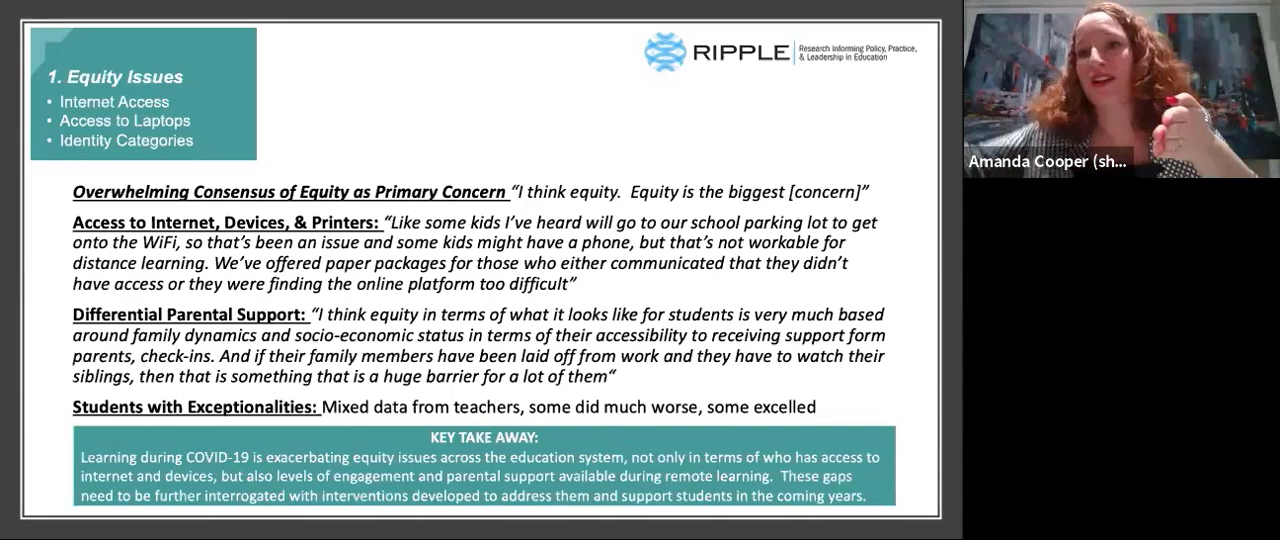 1. Equity Issues
• Internet Access
• Access to Laptops
• Identity Categories
RIPPLE
Research Informing Policy, Practice,
& Leadership in Education
Overwhelming Consensus of Equity as Primary Concern “I think equity. Equity is the biggest [concern]”
Access to Internet, Devices, & Printers: “Like some kids I’ve heard will go to our school parking lot to get
onto the WiFi, so that’s been an issue and some kids might have a phone, but that’s not workable for
distance learning. We’ve offered paper packages for those who either communicated that they didn’t
have access or they were finding the online platform too difficult”
Differential Parental Support: “I think equity in terms of what it looks like for students is very much based
around family dynamics and socio-economic status in terms of their accessibility to receiving support form
parents, check-ins. And if their family members have been laid off from work and they have to watch their
siblings, then that is something that is a huge barrier for a lot of them“
Students with Exceptionalities: Mixed data from teachers, some did much worse, some excelled
KEY TAKE AWAY:
Learning during COVID-19 is exacerbating equity issues across the education system, not only in terms of who has access to
internet and devices, but also levels of engagement and parental support available during remote learning. These gaps
need to be further interrogated with interventions developed to address them and support students in the coming years.
Amanda Cooper (sh...